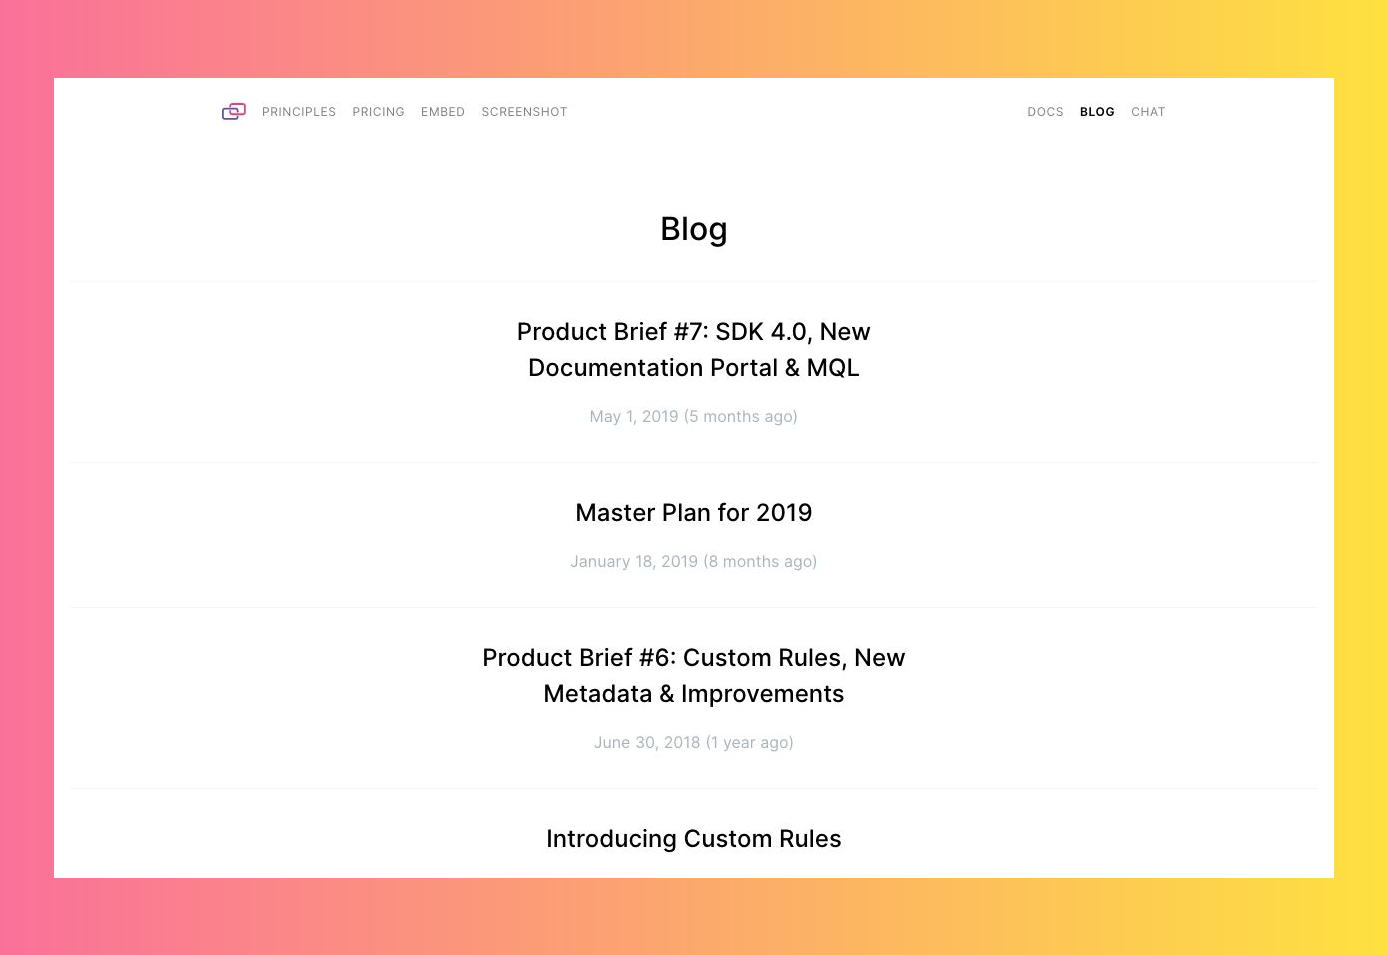 PRINCIPLES PRICING EMBED SCREENSHOT DOCS BLOG CHAT
Blog
Product Brief #7: SDK 4.0, New
Documentation Portal & MQL
May 1, 2019 (5 months ago)
Master Plan for 2019
January 18, 2019 (8 months ago)
Product Brief #6: Custom Rules, New
Metadata & Improvements
June 30, 2018 (1 year ago)
Introducing Custom Rules